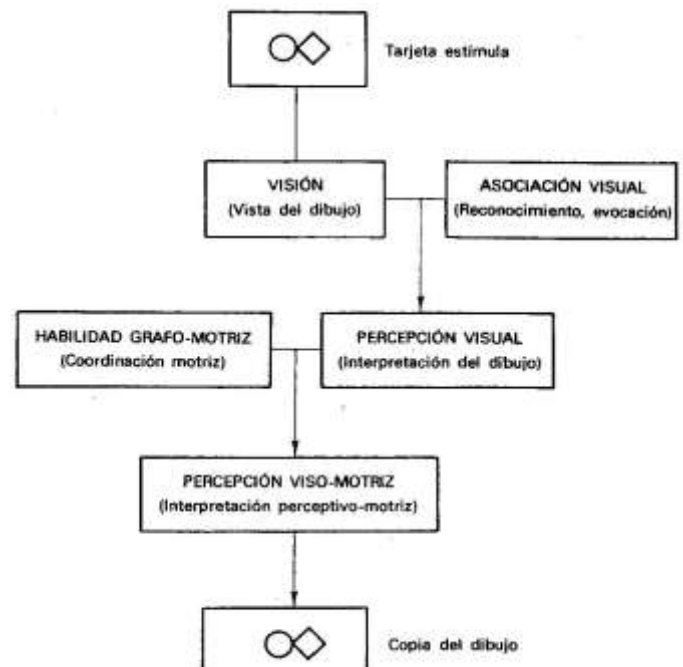 Tarjeta estímula
VISIÓN
(Vista del dibujo)
ASOCIACIÓN VISUAL
(Reconocimiento, evocación)
HABILIDAD GRAFO-MOTRIZ
(Coordinación motriz)
PERCEPCIÓN VISUAL
(Interpretación del dibujo)
PERCEPCIÓN VISO-MOTRIZ
(Interpretación perceptivo-motriz)
Copia del dibujo